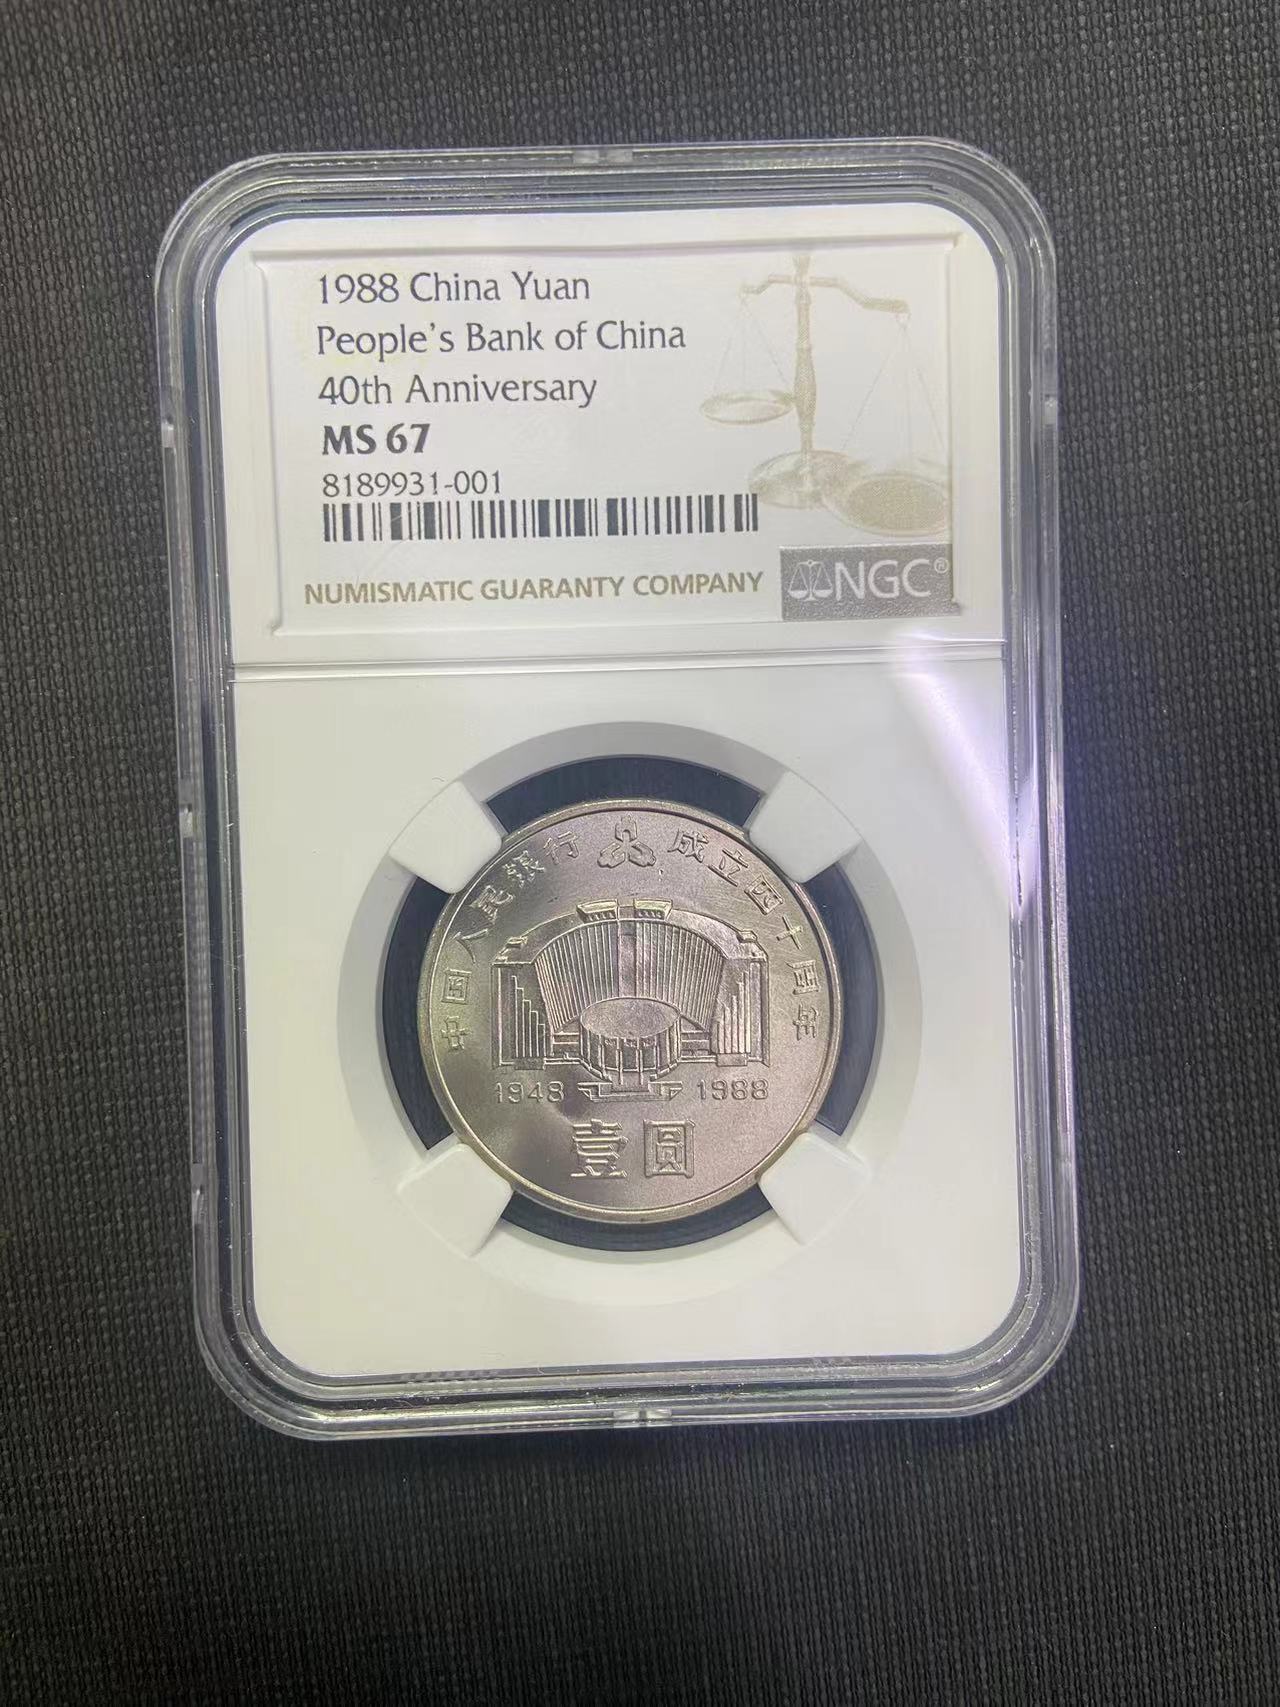 1988 China Yuan
People's Bank of China
40th Anniversary
MS 67
8189931-001
NUMISMATIC GUARANTY COMPANY
NGC®
中国人民银行 成立四十周年
1948 1988
壹圆